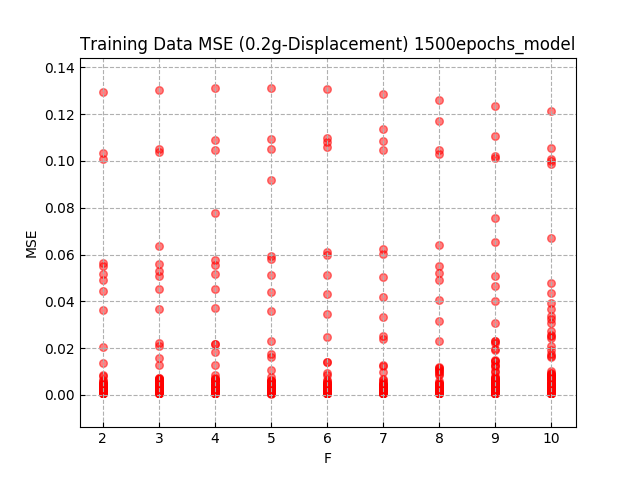 Training Data MSE (0.2g-Displacement) 1500epochs_model
0.14
0.12
0.10
0.08
0.06
0.04
0.02
0.00
MSE
2 3 4 5 6 7 8 9 10
F